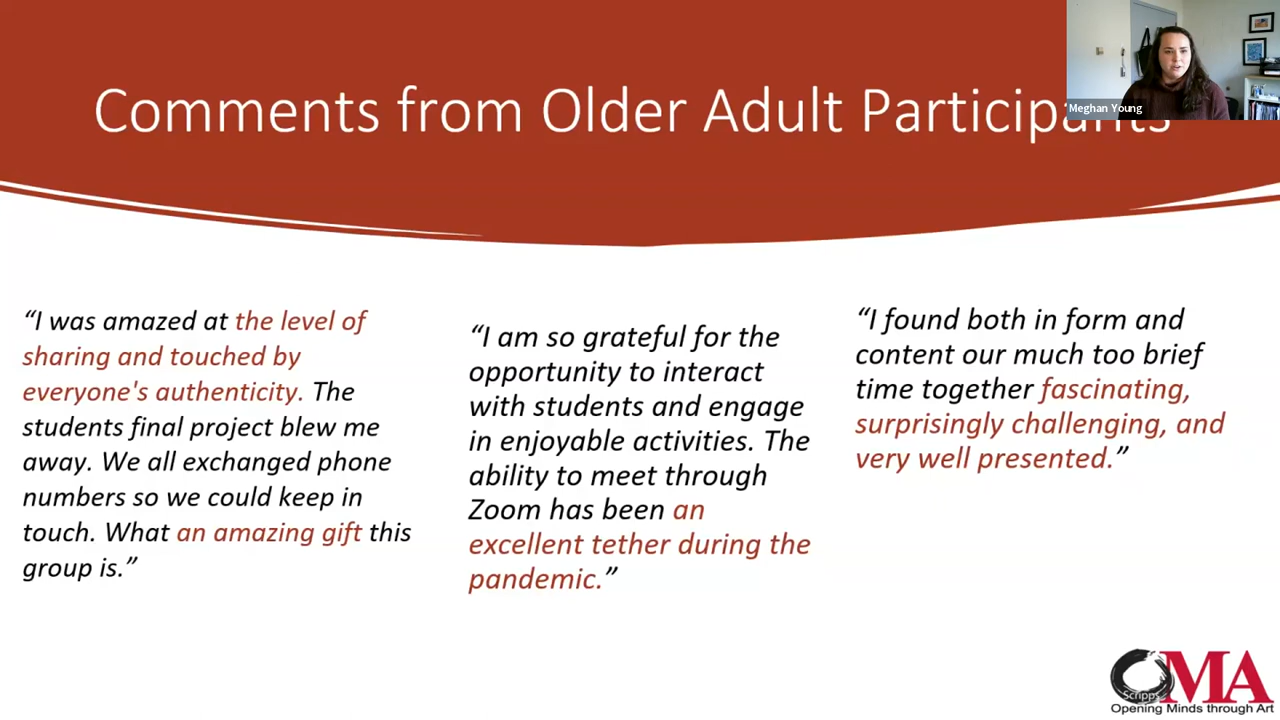 Meghan Young
Comments from Older Adult Participants
“I was amazed at the level of
sharing and touched by
everyone's authenticity. The
students final project blew me
away. We all exchanged phone
numbers so we could keep in
touch. What an amazing gift this
group is.”
“I am so grateful for the
opportunity to interact
with students and engage
in enjoyable activities. The
ability to meet through
Zoom has been an
excellent tether during the
pandemic.”
“I found both in form and
content our much too brief
time together fascinating,
surprisingly challenging, and
very well presented.”
Scripps
OMA
Opening Minds through Art